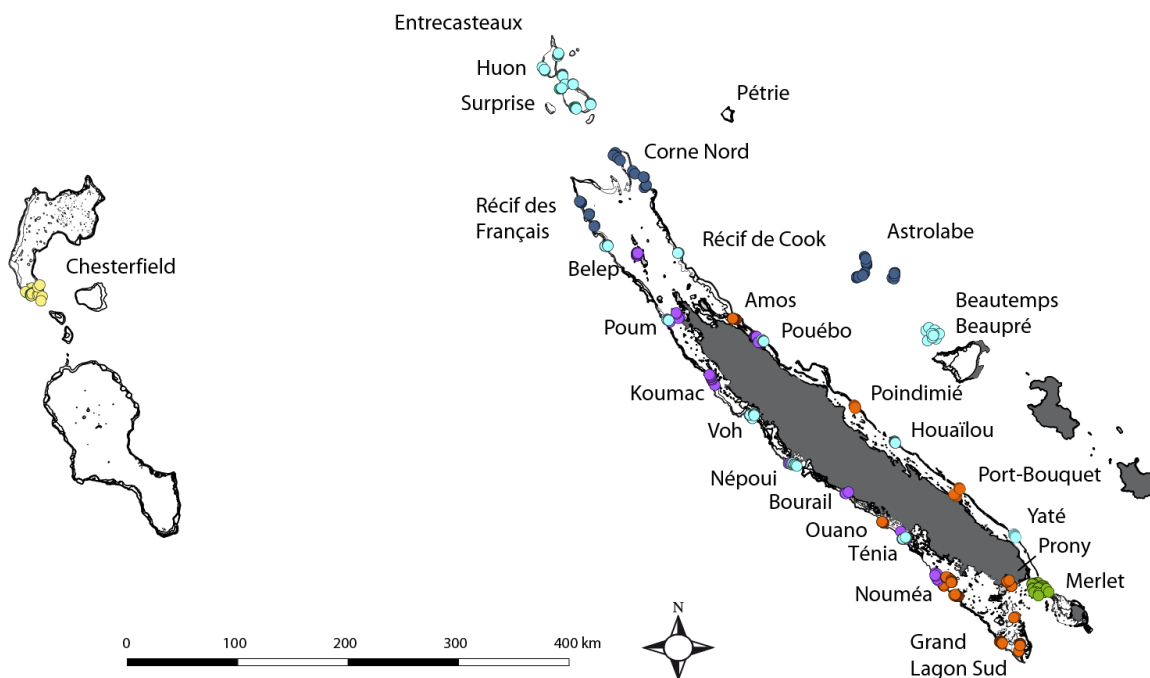 Entrecasteaux
Huon
Surprise
Pétrie
Corne Nord
Récif des
Français
Récif de Cook
Astrolabe
Chesterfield
Belep
Amos
Beautemps
Beaupré
Poum
Pouébo
Koumac
Poindimié
Voh
Houaïlou
Népoui
Port-Bouquet
Bourail
Ouano
Yaté
Ténia
Prony
Nouméa
Merlet
N
Grand
Lagon Sud
0 100 200 300 400 km